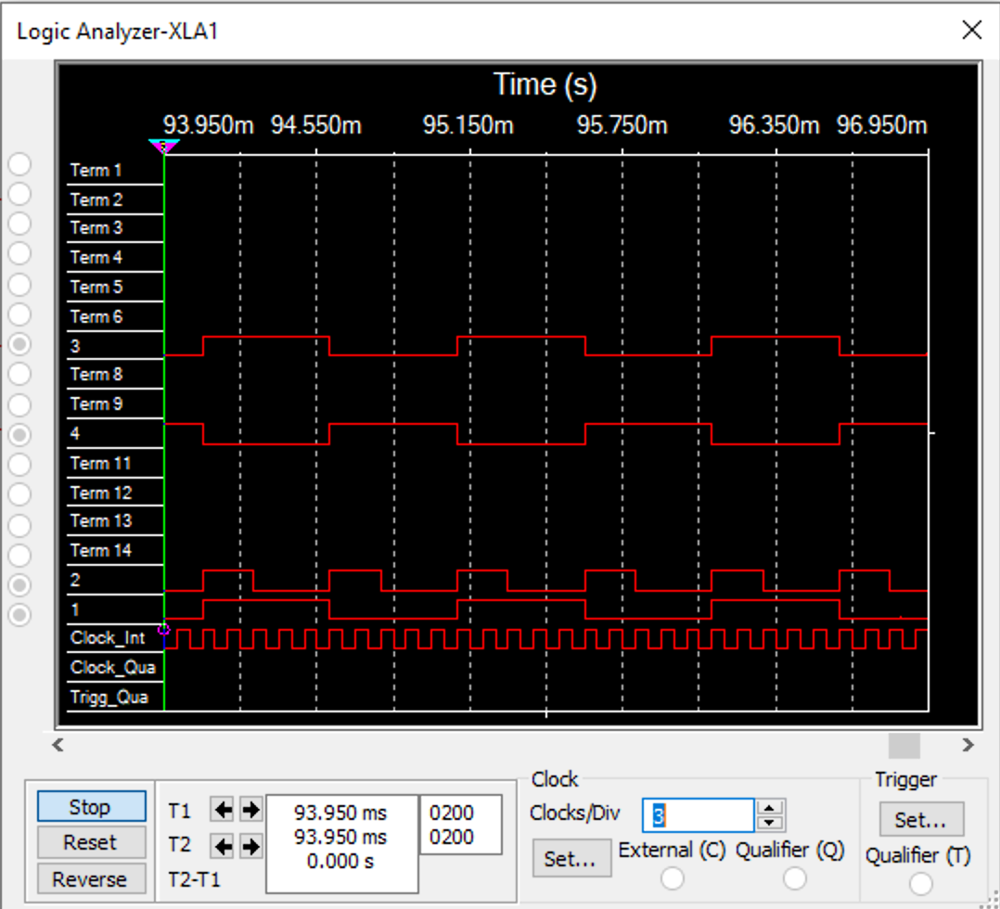 Logic Analyzer-XLA1
Time (s)
93.950m 94.550m 95.150m 95.750m 96.350m 96.950m
Term 1
Term 2
Term 3
Term 4
Term 5
Term 6
3
Term 8
Term 9
4
Term 11
Term 12
Term 13
Term 14
2
1
Clock_Int
Clock_Qua
Trigg_Qua
Stop
Reset
Reverse
T1
T2
T2-T1
93.950 ms
93.950 ms
0.000 s
0200
0200
Clock
Clocks/Div 3
Set... External (C) Qualifier (Q)
Trigger
Set...
Qualifier (T)